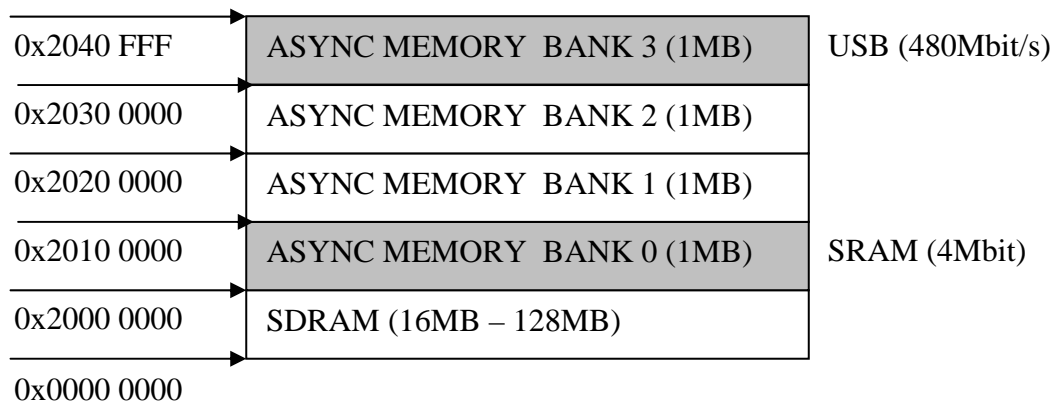 0x2040 FFF ASYNC MEMORY BANK 3 (1MB) USB (480Mbit/s)
0x2030 0000 ASYNC MEMORY BANK 2 (1MB)
0x2020 0000 ASYNC MEMORY BANK 1 (1MB)
0x2010 0000 ASYNC MEMORY BANK 0 (1MB) SRAM (4Mbit)
0x2000 0000 SDRAM (16MB – 128MB)
0x0000 0000